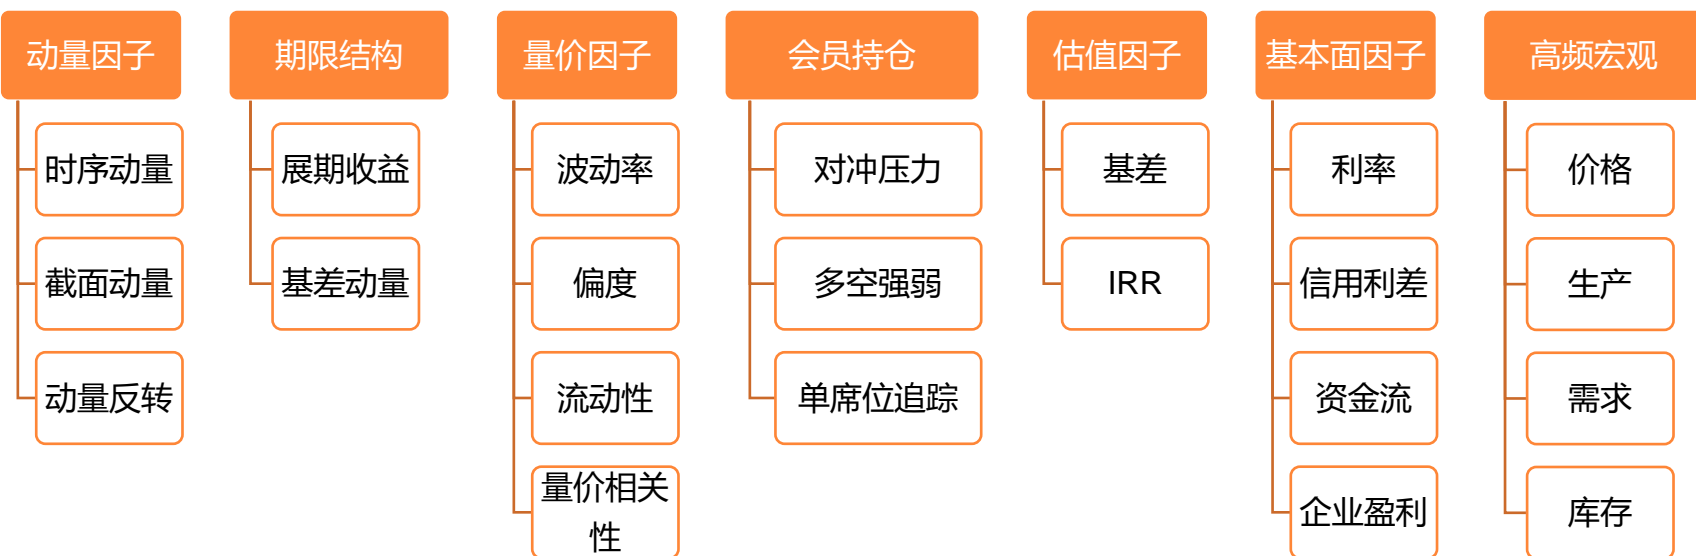 动量因子
时序动量
截面动量
动量反转
期限结构
展期收益
基差动量
量价因子
波动率
偏度
流动性
量价相关
性
会员持仓
对冲压力
多空强弱
单席位追踪
估值因子
基差
IRR
基本面因子
利率
信用利差
资金流
企业盈利
高频宏观
价格
生产
需求
库存